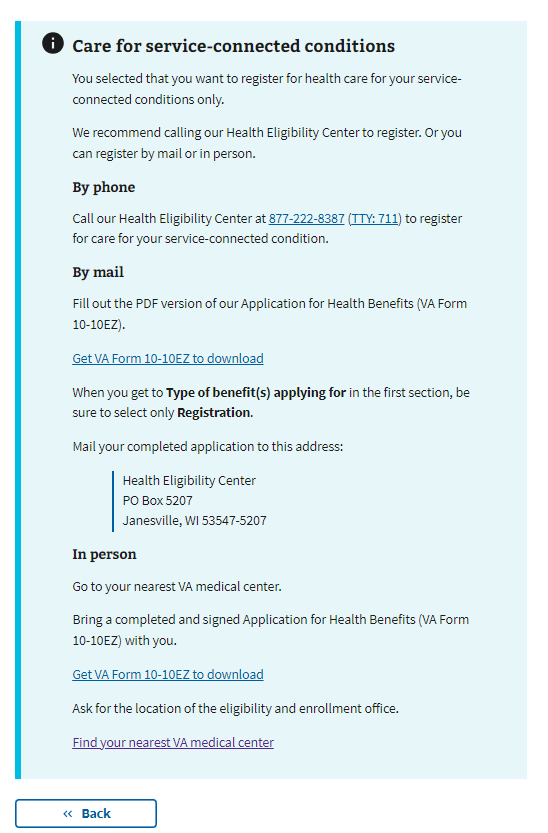 Care for service-connected conditions
You selected that you want to register for health care for your service-
connected conditions only.
We recommend calling our Health Eligibility Center to register. Or you
can register by mail or in person.
By phone
Call our Health Eligibility Center at 877-222-8387 (TTY: 711) to register
for care for your service-connected condition.
By mail
Fill out the PDF version of our Application for Health Benefits (VA Form
10-10EZ).
Get VA Form 10-10EZ to download
When you get to Type of benefit(s) applying for in the first section, be
sure to select only Registration.
Mail your completed application to this address:
Health Eligibility Center
PO Box 5207
Janesville, WI 53547-5207
In person
Go to your nearest VA medical center.
Bring a completed and signed Application for Health Benefits (VA Form
10-10EZ) with you.
Get VA Form 10-10EZ to download
Ask for the location of the eligibility and enrollment office.
Find your nearest VA medical center
« Back